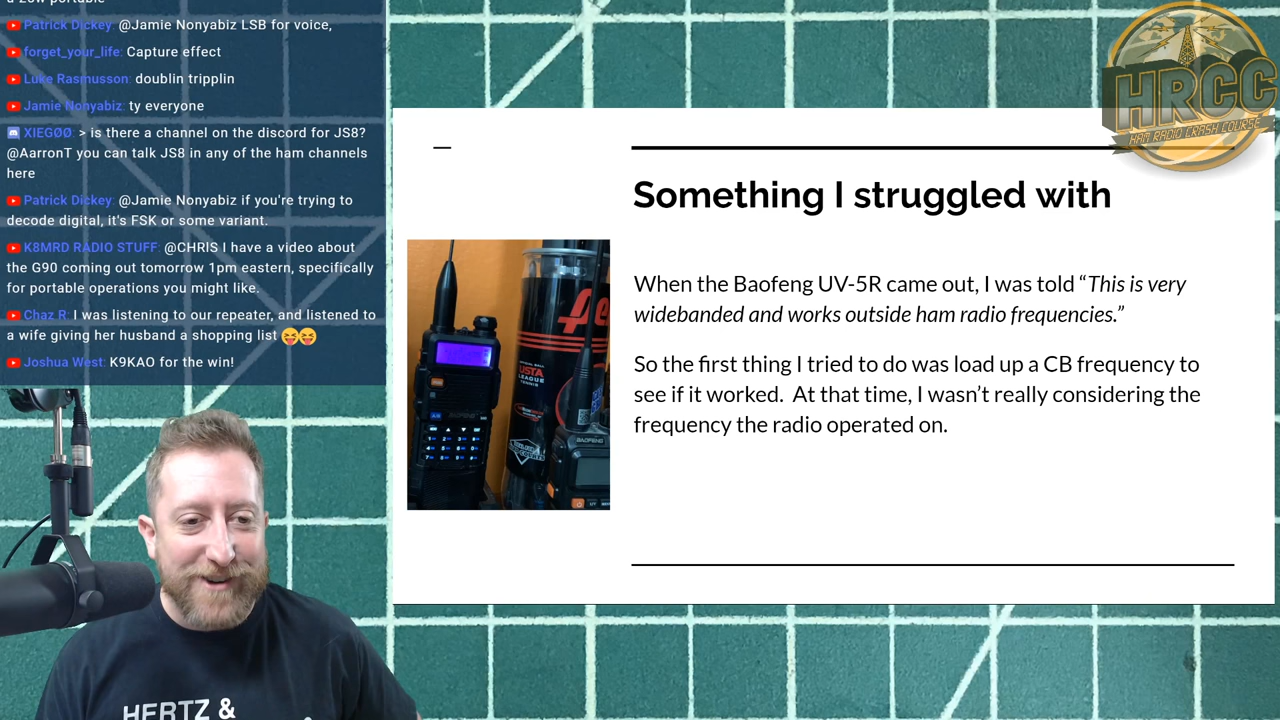 Patrick Dickey: @Jamie Nonyabiz LSB for voice,
forget_your_life: Capture effect
Luke Rasmusson: doublin tripplin
Jamie Nonyabiz: ty everyone
XIEGØØ: > is there a channel on the discord for JS8?
@AarronT you can talk JS8 in any of the ham channels
here
Patrick Dickey: @Jamie Nonyabiz if you're trying to
decode digital, it's FSK or some variant.
K8MRD RADIO STUFF: @CHRIS I have a video about
the G90 coming out tomorrow 1pm eastern, specifically
for portable operations you might like.
Chaz R: I was listening to our repeater, and listened to
a wife giving her husband a shopping list 😝😝
Joshua West: K9KAO for the win!
HRCC
HAM RADIO CRASH COURSE
Something I struggled with
When the Baofeng UV-5R came out, I was told “This is very
widebanded and works outside ham radio frequencies.”
So the first thing I tried to do was load up a CB frequency to
see if it worked. At that time, I wasn’t really considering the
frequency the radio operated on.
USTA
LEAGUE
TENNIS
BAOFENG
HERTZ &